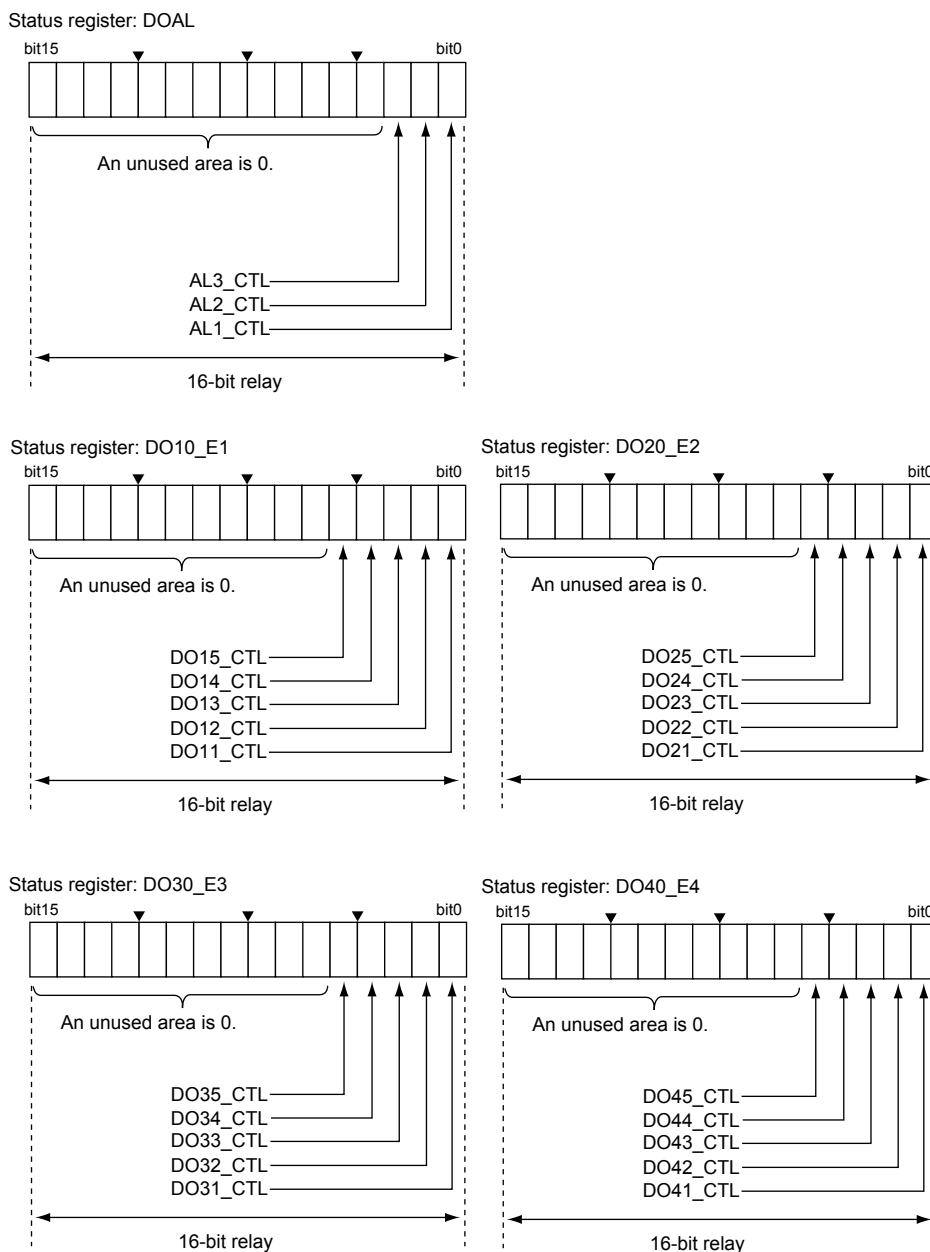 Status register: DOAL
bit15 bit0
An unused area is 0.
AL3_CTL
AL2_CTL
AL1_CTL
16-bit relay
Status register: DO10_E1
bit15 bit0
An unused area is 0.
DO15_CTL
DO14_CTL
DO13_CTL
DO12_CTL
DO11_CTL
16-bit relay
Status register: DO20_E2
bit15 bit0
An unused area is 0.
DO25_CTL
DO24_CTL
DO23_CTL
DO22_CTL
DO21_CTL
16-bit relay
Status register: DO30_E3
bit15 bit0
An unused area is 0.
DO35_CTL
DO34_CTL
DO33_CTL
DO32_CTL
DO31_CTL
16-bit relay
Status register: DO40_E4
bit15 bit0
An unused area is 0.
DO45_CTL
DO44_CTL
DO43_CTL
DO42_CTL
DO41_CTL
16-bit relay